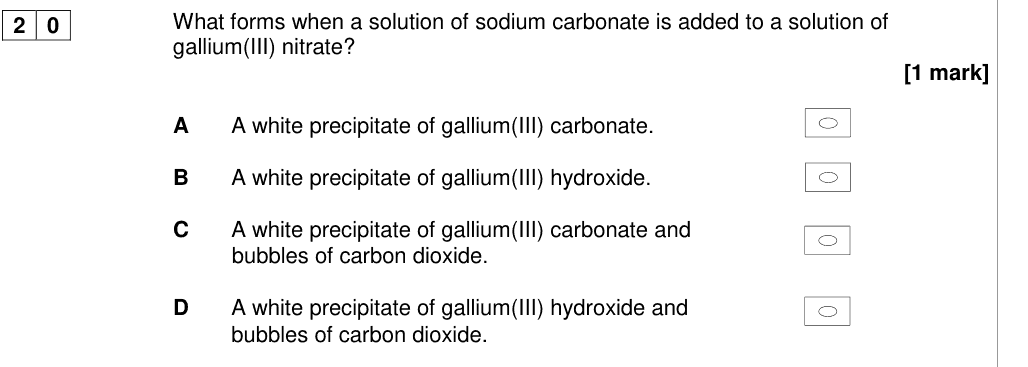 2 0
What forms when a solution of sodium carbonate is added to a solution of
gallium(III) nitrate?
[1 mark]
A A white precipitate of gallium(III) carbonate.
B A white precipitate of gallium(III) hydroxide.
C A white precipitate of gallium(III) carbonate and
bubbles of carbon dioxide.
D A white precipitate of gallium(III) hydroxide and
bubbles of carbon dioxide.